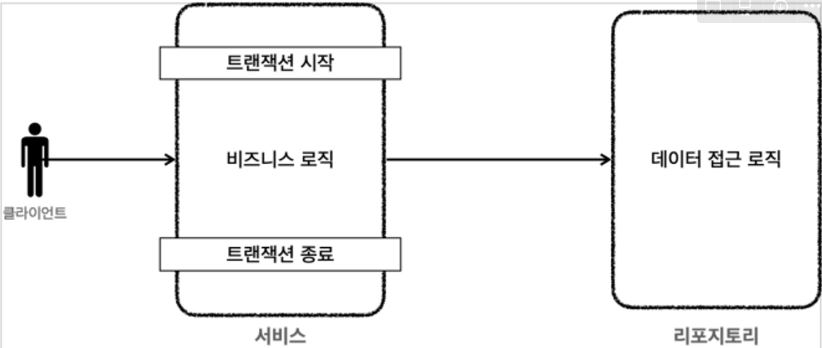 트랜잭션 시작
비즈니스 로직
데이터 접근 로직
클라이언트
트랜잭션 종료
서비스
리포지토리